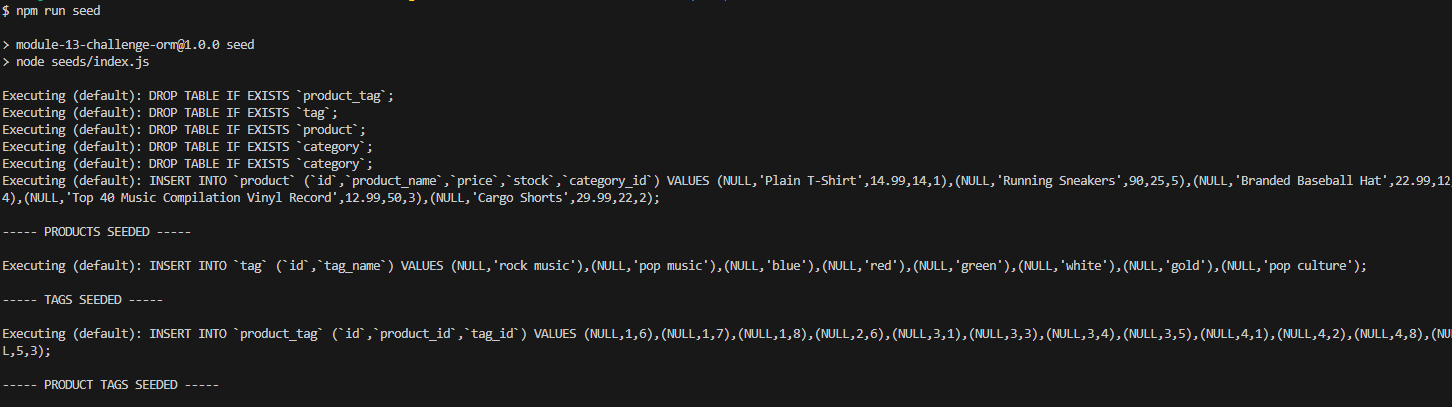 $ npm run seed
> module-13-challenge-orm@1.0.0 seed
> node seeds/index.js
Executing (default): DROP TABLE IF EXISTS `product_tag`;
Executing (default): DROP TABLE IF EXISTS `tag`;
Executing (default): DROP TABLE IF EXISTS `product`;
Executing (default): DROP TABLE IF EXISTS `category`;
Executing (default): DROP TABLE IF EXISTS `category`;
Executing (default): INSERT INTO `product` (`id`,`product_name`,`price`,`stock`,`category_id`) VALUES (NULL,'Plain T-Shirt',14.99,14,1),(NULL,'Running Sneakers',90,25,5),(NULL,'Branded Baseball Hat',22.99,12
4),(NULL,'Top 40 Music Compilation Vinyl Record',12.99,50,3),(NULL,'Cargo Shorts',29.99,22,2);
----- PRODUCTS SEEDED -----
Executing (default): INSERT INTO `tag` (`id`,`tag_name`) VALUES (NULL,'rock music'),(NULL,'pop music'),(NULL,'blue'),(NULL,'red'),(NULL,'green'),(NULL,'white'),(NULL,'gold'),(NULL,'pop culture');
----- TAGS SEEDED -----
Executing (default): INSERT INTO `product_tag` (`id`,`product_id`,`tag_id`) VALUES (NULL,1,6),(NULL,1,7),(NULL,1,8),(NULL,2,6),(NULL,3,1),(NULL,3,3),(NULL,3,4),(NULL,3,5),(NULL,4,1),(NULL,4,2),(NULL,4,8),(NU
L,5,3);
----- PRODUCT TAGS SEEDED -----